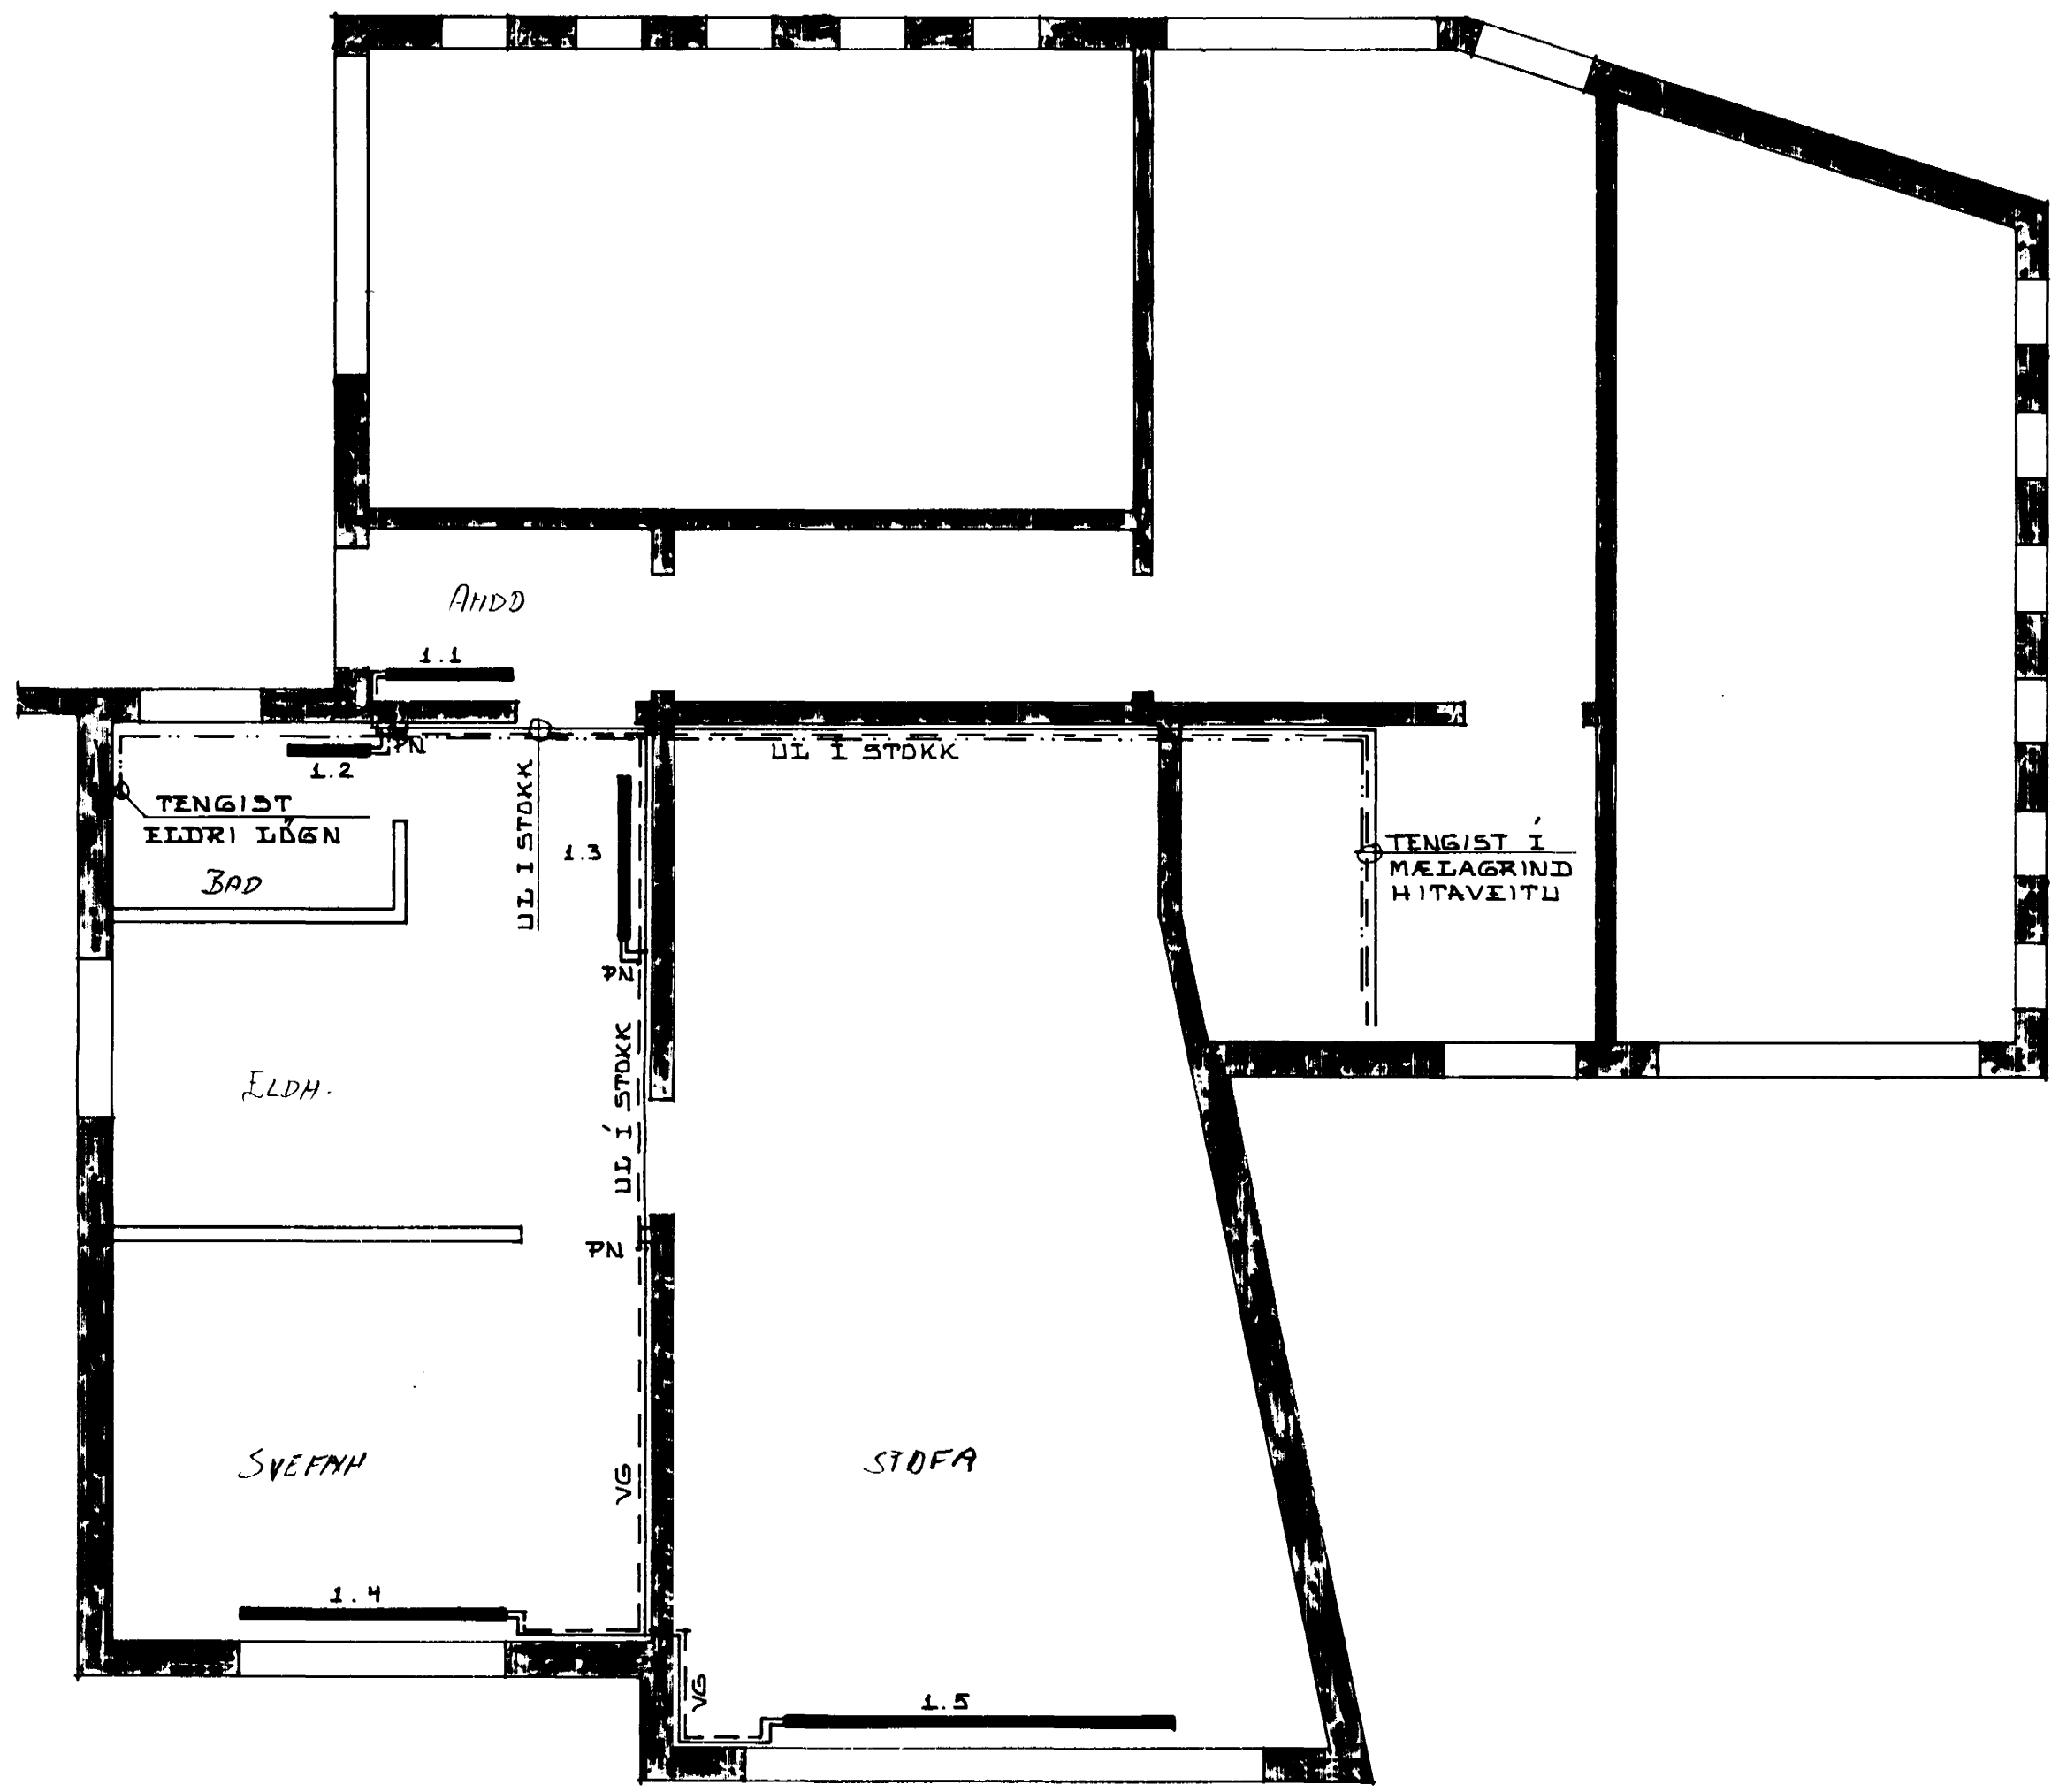 ANDD
1.1
PN
UL Í STOKK
1.2
TENGIST
ELDRI LÖGN
UL I STOKK
1.3
TENGIST Í
MÆLAGRIND
HITAVEITU
BAD
PN
UL Í STOKK
ELDH.
PN
SVEFNH
STOFA
VG
1.4
VG
1.5